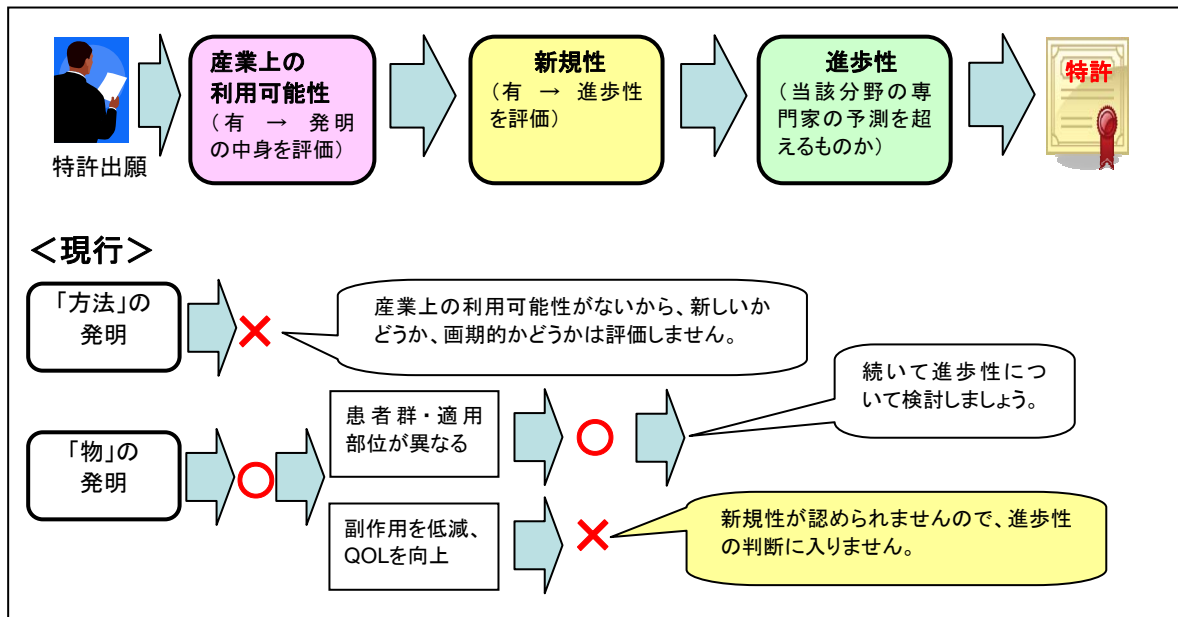 特許出願
産業上の
利用可能性
（有 → 発明
の中身を評価）
新規性
（有 → 進歩性
を評価）
進歩性
（当該分野の専
門家の予測を超
えるものか）
特許
＜現行＞
「方法」の
発明
産業上の利用可能性がないから、新しいか
どうか、画期的かどうかは評価しません。
「物」の
発明
患者群・適用
部位が異なる
続いて進歩性につ
いて検討しましょう。
副作用を低減、
QOLを向上
新規性が認められませんので、進歩性
の判断に入りません。